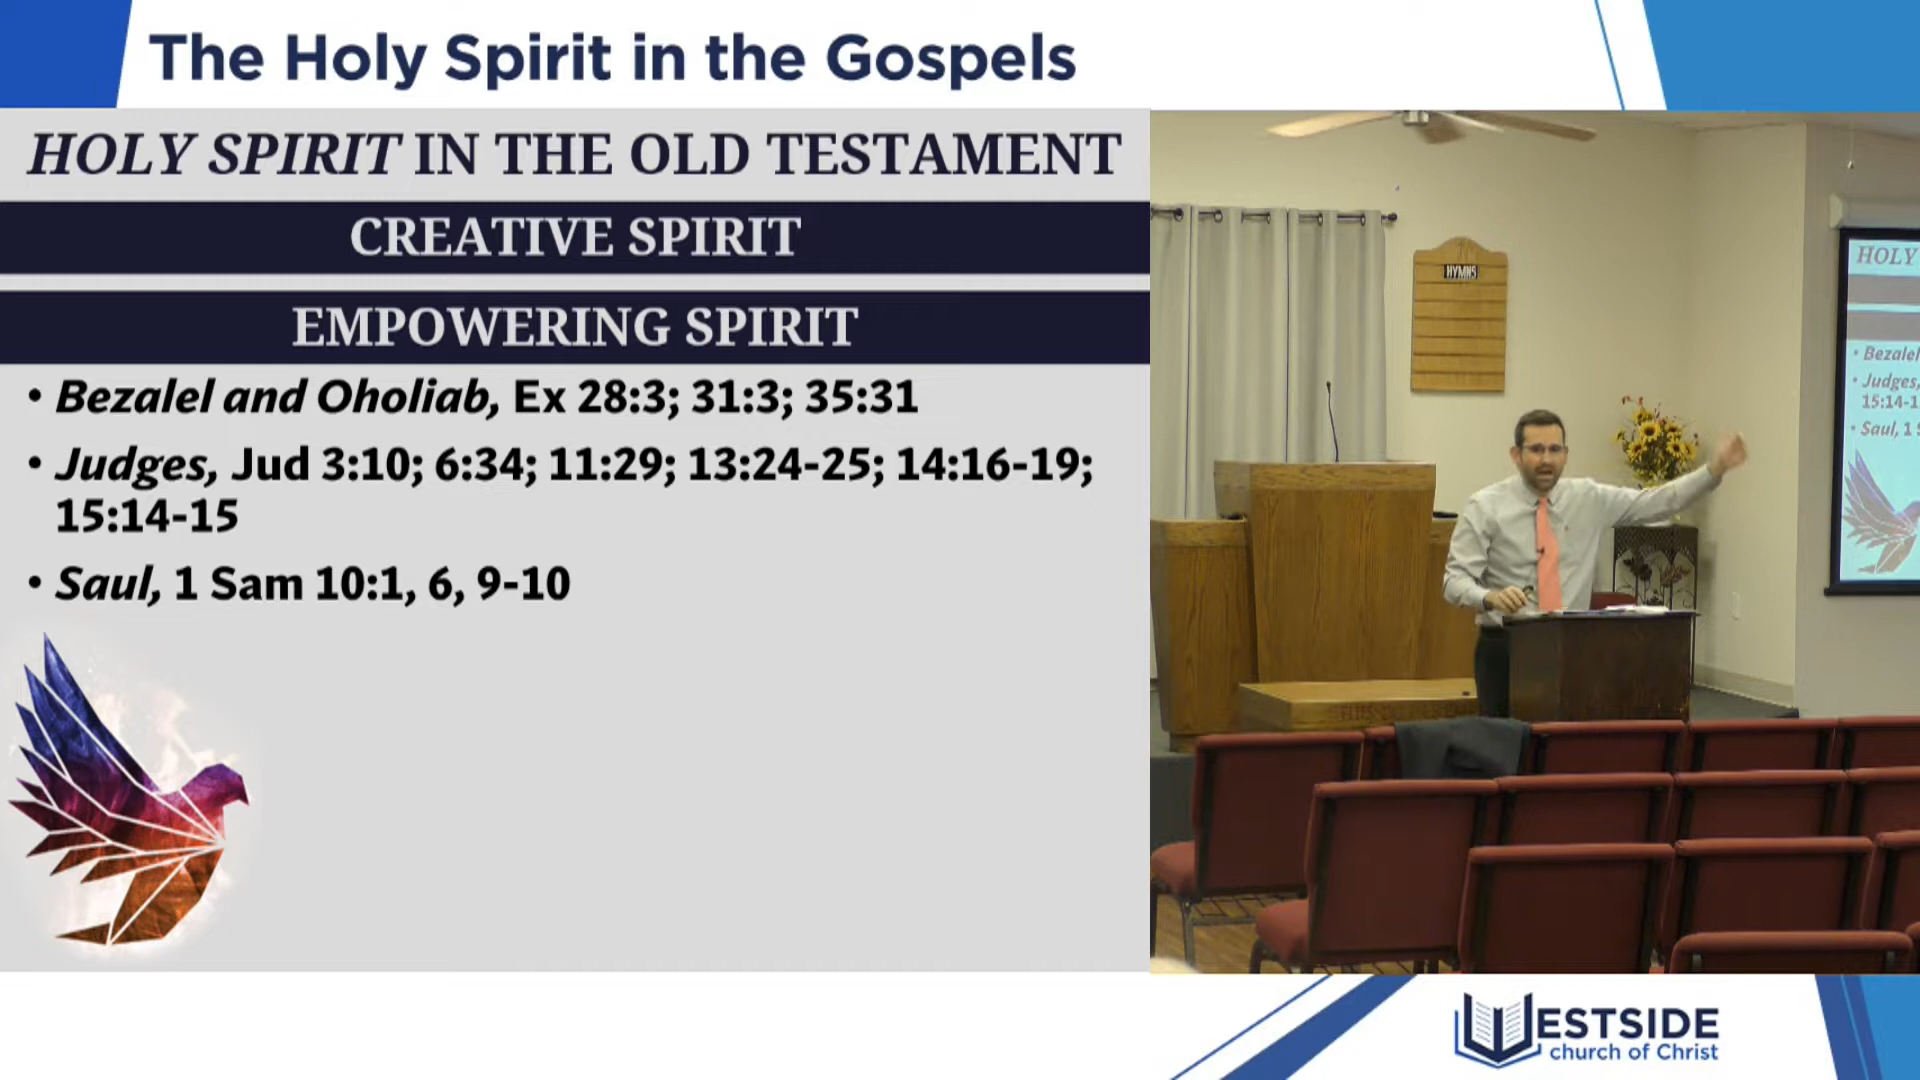 The Holy Spirit in the Gospels
HOLY SPIRIT IN THE OLD TESTAMENT
CREATIVE SPIRIT
EMPOWERING SPIRIT
• Bezalel and Oholiab, Ex 28:3; 31:3; 35:31
• Judges, Jud 3:10; 6:34; 11:29; 13:24-25; 14:16-19;
15:14-15
• Saul, 1 Sam 10:1, 6, 9-10
HYMNS
HOLY
• Bezalel
• Judges,
15:14-1
• Saul, 1
WESTSIDE
church of Christ